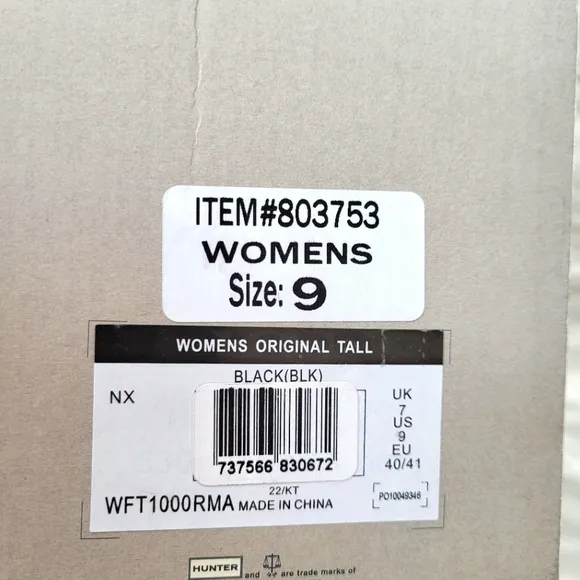 ITEM#803753
WOMENS
Size: 9
WOMENS ORIGINAL TALL
BLACK(BLK)
NX
UK
7
US
9
EU
40/41
737566 830672
22/KT
WFT1000RMA MADE IN CHINA
PO10049346
HUNTER and are trade marks of